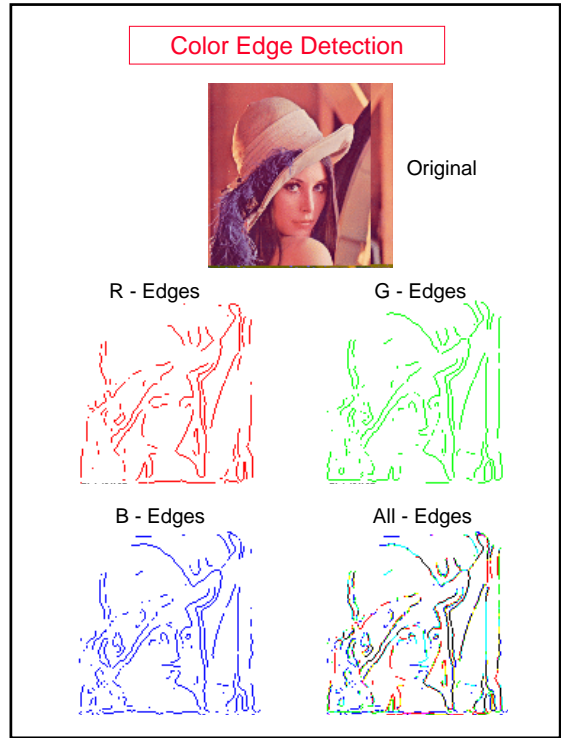 Color Edge Detection
Original
R - Edges
G - Edges
B - Edges
All - Edges